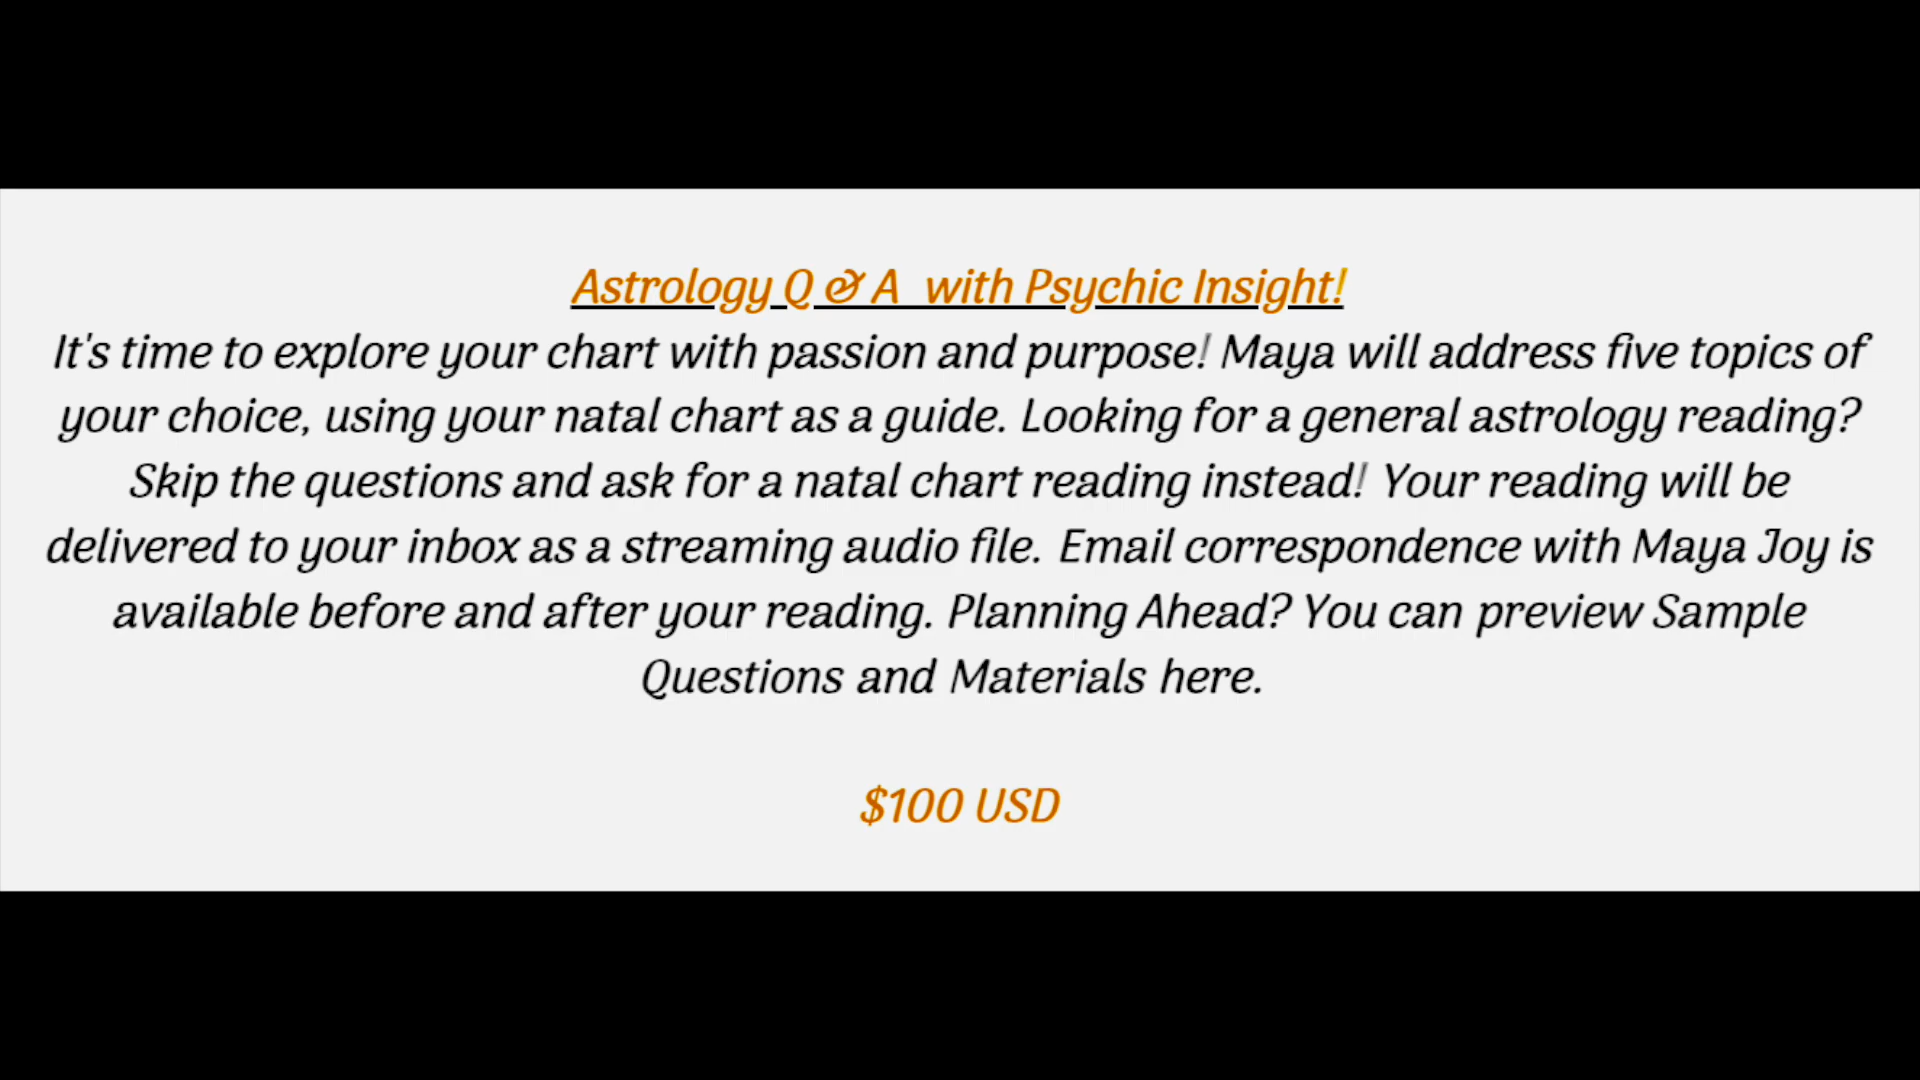 Astrology Q & A with Psychic Insight!
It's time to explore your chart with passion and purpose! Maya will address five topics of
your choice, using your natal chart as a guide. Looking for a general astrology reading?
Skip the questions and ask for a natal chart reading instead! Your reading will be
delivered to your inbox as a streaming audio file. Email correspondence with Maya Joy is
available before and after your reading. Planning Ahead? You can preview Sample
Questions and Materials here.
$100 USD